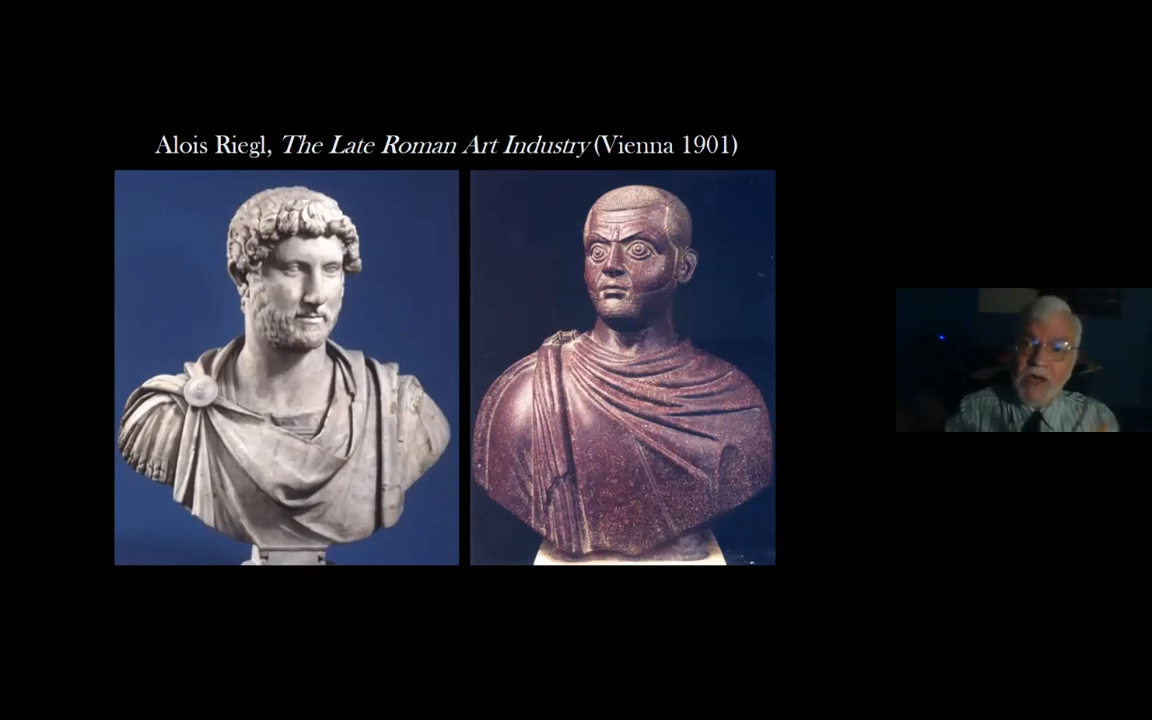 Alois Riegl, The Late Roman Art Industry (Vienna 1901)